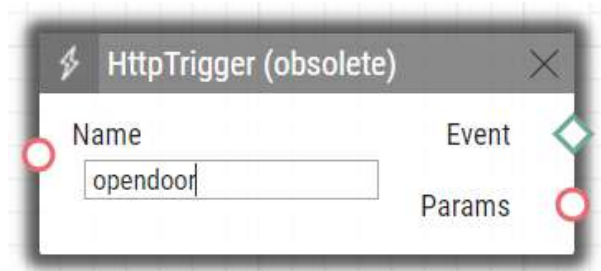 HttpTrigger (obsolete)
Name
Event
opendoor
Params